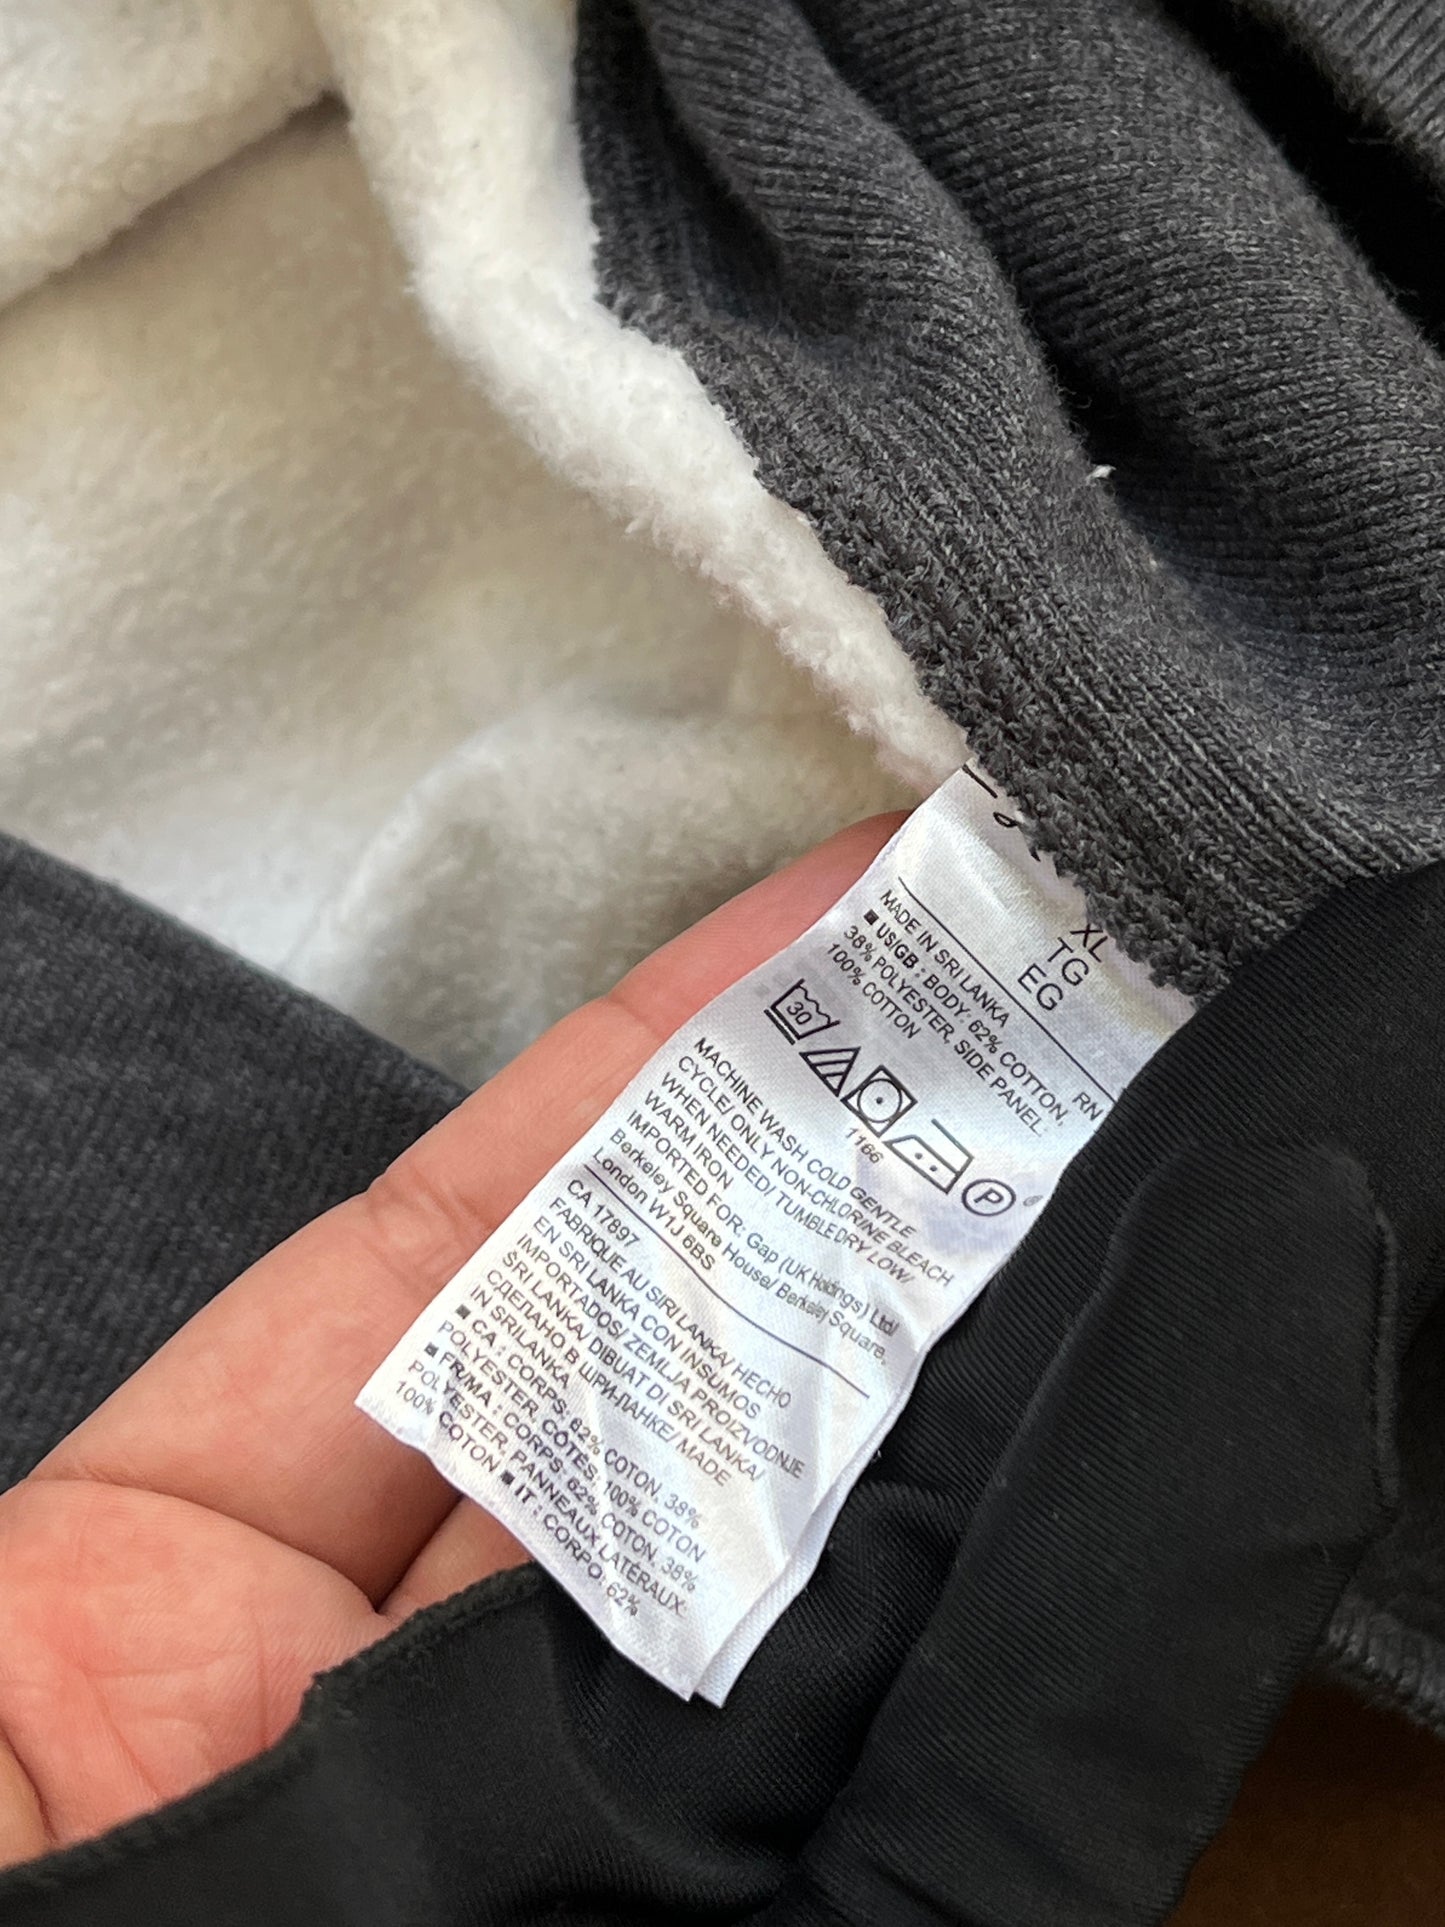 XL
TG
EG
RN
MADE IN SRI LANKA
■ US/GB : BODY: 62% COTTON,
38% POLYESTER, SIDE PANEL:
100% COTTON
30
1166
P
MACHINE WASH COLD GENTLE
CYCLE/ ONLY NON-CHLORINE BLEACH
WHEN NEEDED/ TUMBLE DRY LOW/
WARM IRON
IMPORTED FOR: Gap (UK Holdings) Ltd/
Berkeley Square House/ Berkeley Square,
London W1J 6BS
CA 17897
FABRIQUE AU SIRI LANKA/ HECHO
EN SRI LANKA CON INSUMOS
IMPORTADOS/ ZEMLJA PROIZVODNJE
ŠRI LANKA/ DIBUAT DI SRI LANKA/
СДЕЛАНО В ШРИ-ЛАНКЕ/ MADE
IN SRILANKA
■ CA : CORPS: 62% COTON, 38%
POLYESTER, CÔTÉS: 100% COTON
■ FR/MA : CORPS: 62% COTON, 38%
POLYESTER, PANNEAUX LATÉRAUX:
100% COTON ■ IT : CORPO: 62%
COTON